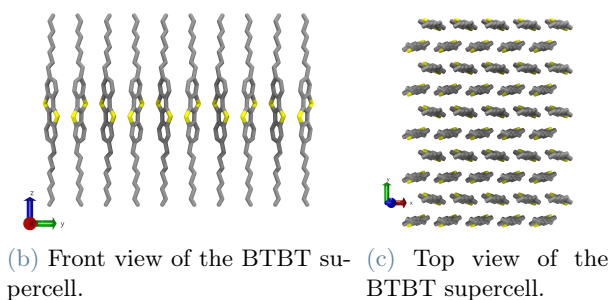 z
y
y
x
(b) Front view of the BTBT su-
percell.
(c) Top view of the
BTBT supercell.